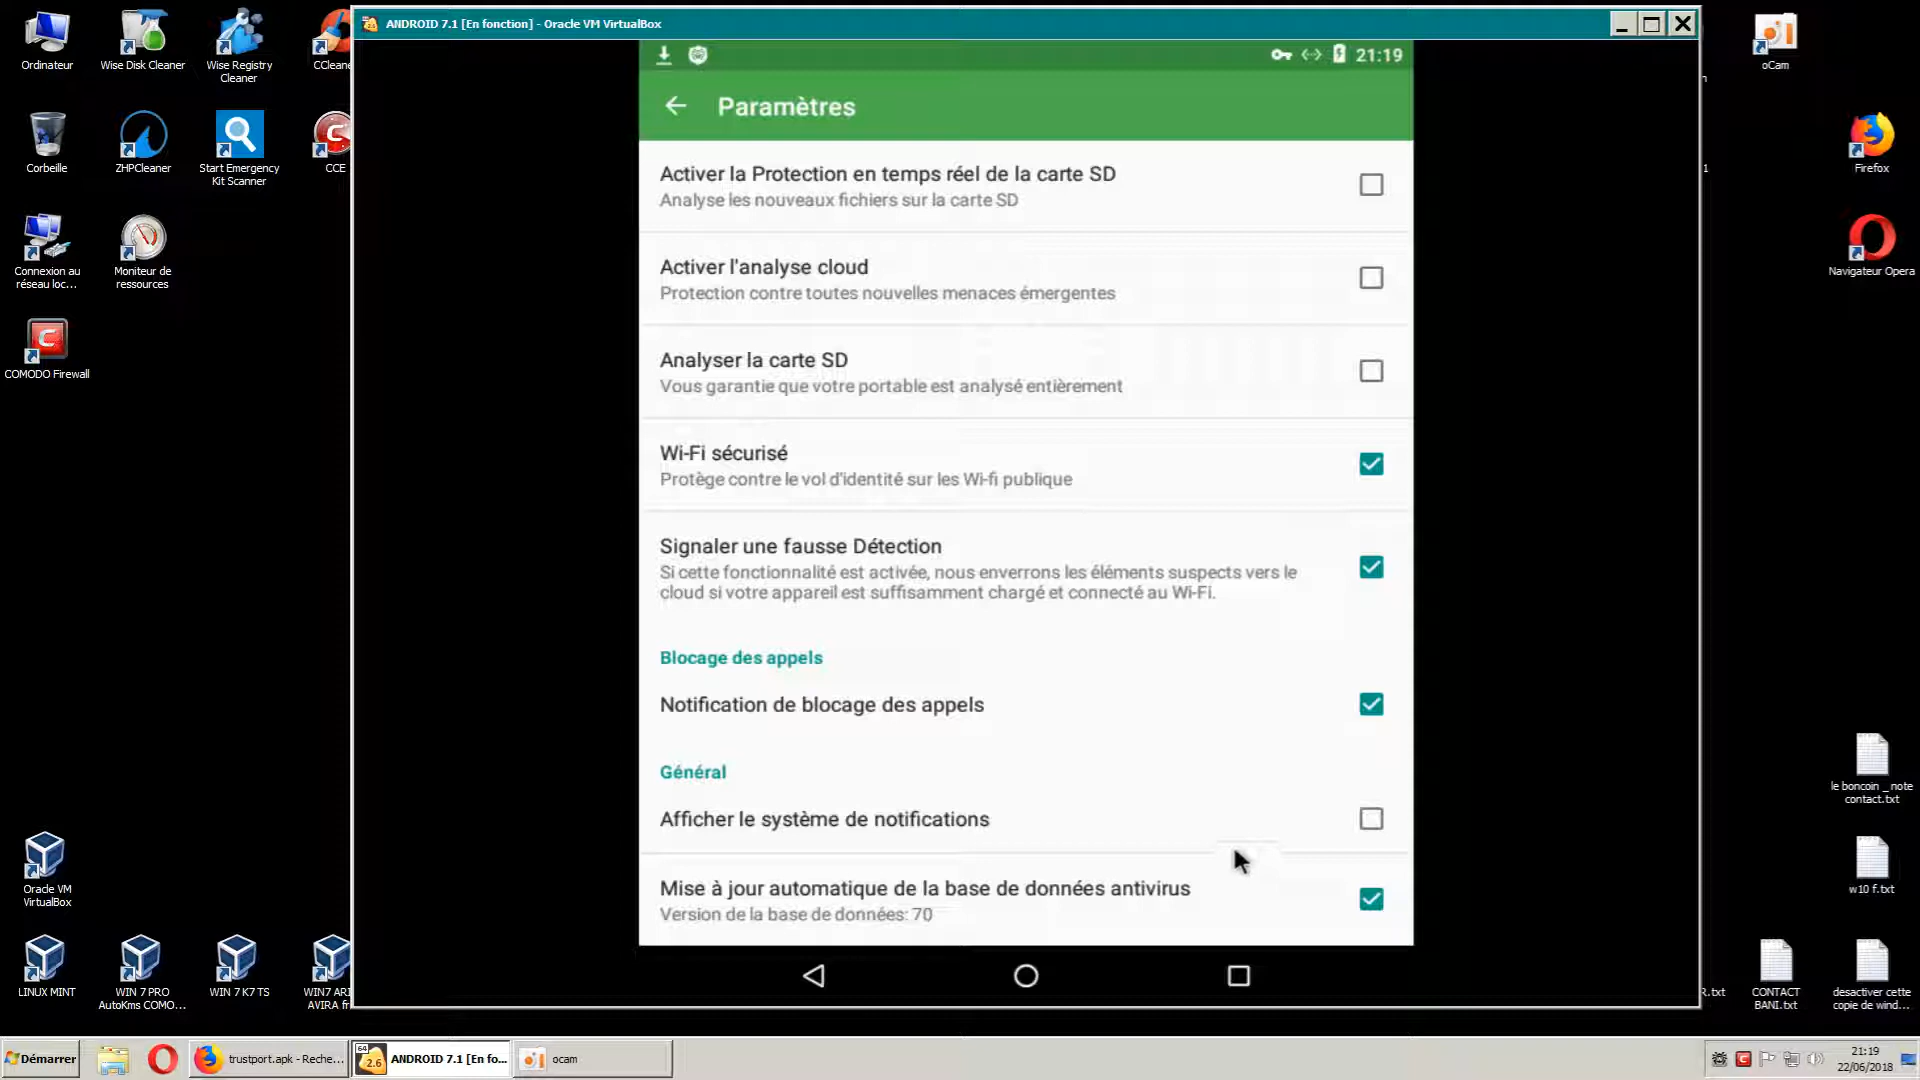 ANDROID 7.1 [En fonction] - Oracle VM VirtualBox
21:19
Paramètres
Activer la Protection en temps réel de la carte SD
Analyse les nouveaux fichiers sur la carte SD
Activer l'analyse cloud
Protection contre toutes nouvelles menaces émergentes
Analyser la carte SD
Vous garantie que votre portable est analysé entièrement
Wi-Fi sécurisé
Protège contre le vol d'identité sur les Wi-fi publique
Signaler une fausse Détection
Si cette fonctionnalité est activée, nous enverrons les éléments suspects vers le
cloud si votre appareil est suffisamment chargé et connecté au Wi-Fi.
Blocage des appels
Notification de blocage des appels
Général
Afficher le système de notifications
Mise à jour automatique de la base de données antivirus
Version de la base de données: 70
Ordinateur
Wise Disk Cleaner
Wise Registry
Cleaner
CCleane
Corbeille
ZHPCleaner
Start Emergency
Kit Scanner
CCE
Connexion au
réseau loc...
Moniteur de
ressources
COMODO Firewall
Oracle VM
VirtualBox
LINUX MINT
WIN 7 PRO
AutoKms COMO...
WIN 7 K7 TS
WIN7 ARI
AVIRA fr
oCam
Firefox
Navigateur Opera
le boncoin _ note
contact.txt
w10 f.txt
R.txt
CONTACT
BANI.txt
desactiver cette
copie de wind...
Démarrer
trustport.apk - Reche...
64
2.6
ANDROID 7.1 [En fo...
ocam
21:19
22/06/2018